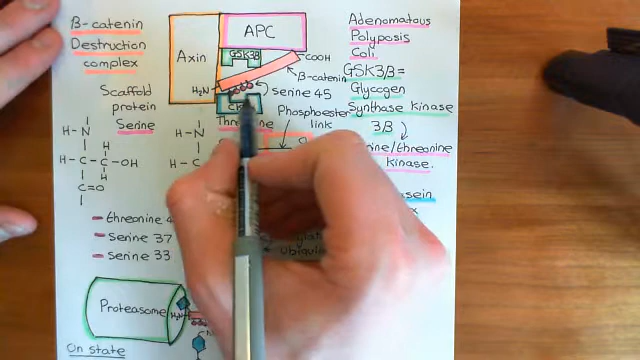 β-catenin
Destruction
complex
Axin
APC
GSK3β
COOH
β-catenin
H₂N
serine 45
Scaffold
protein
Serine
Phosphoester
link
Adenomatous
Polyposis
Coli
GSK3β =
Glycogen
Synthase kinase
3β
kinase.
H-N
H-C-C-OH
H
H
C=O
H-N
H-C
threonine
serine 37
serine 33
Proteasome
H₂N
On state